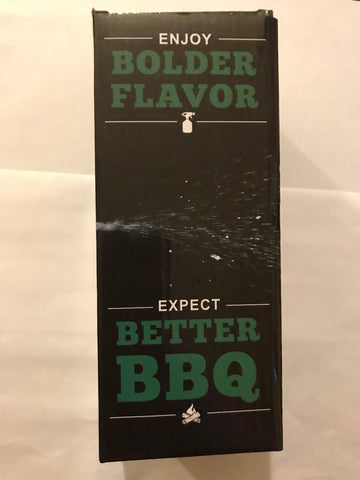 ENJOY
BOLDER
FLAVOR
EXPECT
BETTER
BBQ